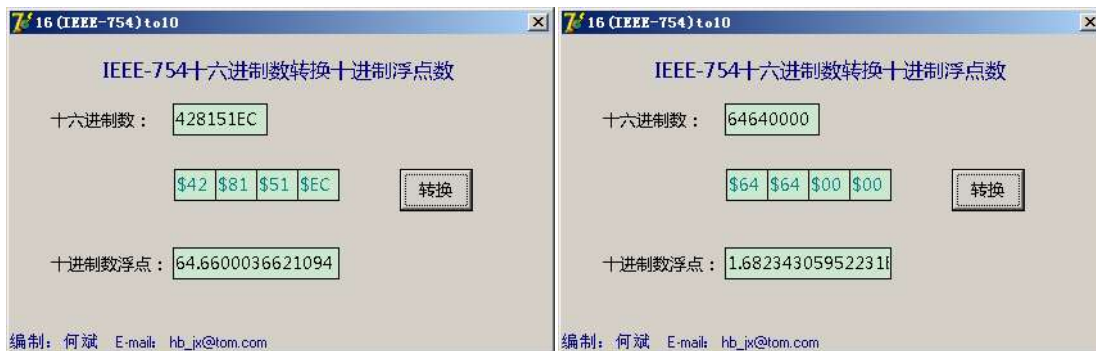 16(IEEE-754)to10
IEEE-754十六进制数转换十进制浮点数
十六进制数： 428151EC
$42 $81 $51 $EC
转换
十进制数浮点： 64.6600036621094
编制： 何斌 E-mail: hb_jx@tom.com
16(IEEE-754)to10
IEEE-754十六进制数转换十进制浮点数
十六进制数： 64640000
$64 $64 $00 $00
转换
十进制数浮点： 1.68234305952231E
编制： 何斌 E-mail: hb_jx@tom.com